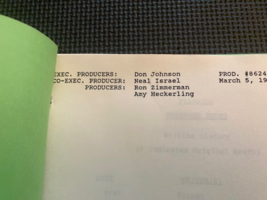 EXEC. PRODUCERS: Don Johnson PROD. #8624
CO-EXEC. PRODUCER: Neal Israel March 5, 19
PRODUCERS: Ron Zimmerman
Amy Heckerling